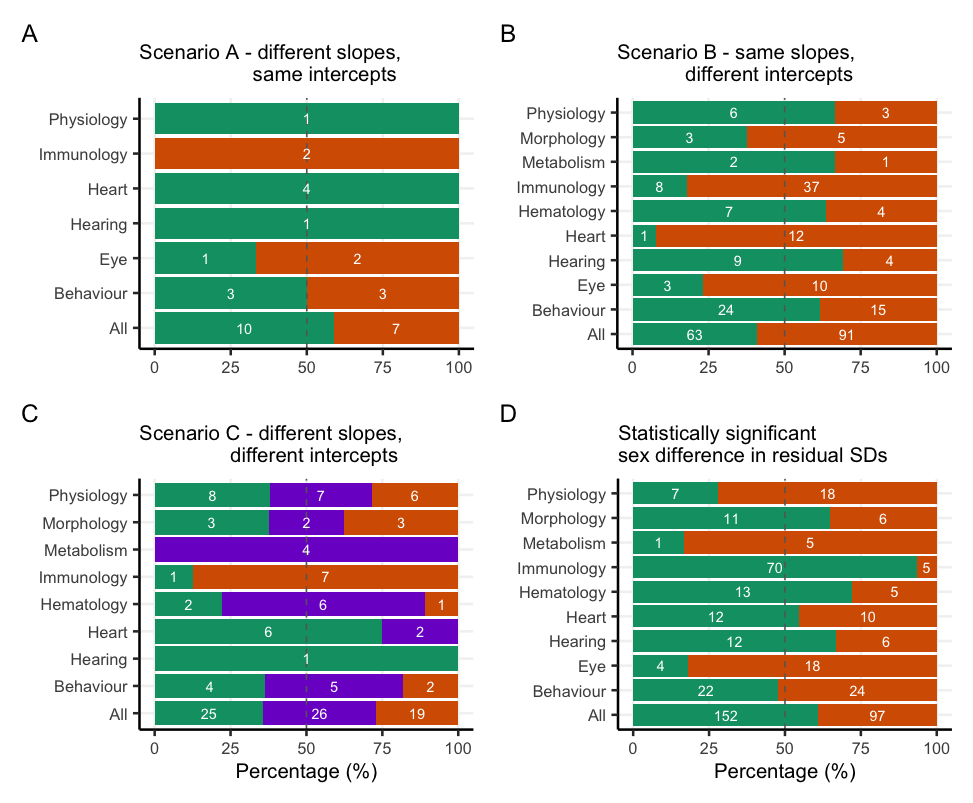 A
Scenario A - different slopes,
same intercepts
Physiology 1
Immunology 2
Heart 4
Hearing 1
Eye 1 2
Behaviour 3 3
All 10 7
0 25 50 75 100
B
Scenario B - same slopes,
different intercepts
Physiology 6 3
Morphology 3 5
Metabolism 2 1
Immunology 8 37
Hematology 7 4
Heart 1 12
Hearing 9 4
Eye 3 10
Behaviour 24 15
All 63 91
0 25 50 75 100
C
Scenario C - different slopes,
different intercepts
Physiology 8 7 6
Morphology 3 2 3
Metabolism 4
Immunology 1 7
Hematology 2 6 1
Heart 6 2
Hearing 1
Behaviour 4 5 2
All 25 26 19
0 25 50 75 100
Percentage (%)
D
Statistically significant
sex difference in residual SDs
Physiology 7 18
Morphology 11 6
Metabolism 1 5
Immunology 70 5
Hematology 13 5
Heart 12 10
Hearing 12 6
Eye 4 18
Behaviour 22 24
All 152 97
0 25 50 75 100
Percentage (%)